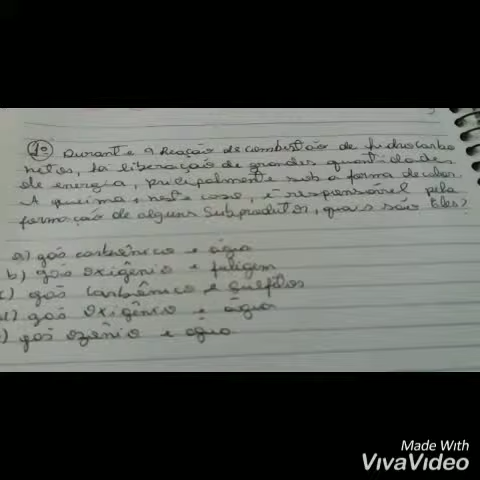 1º Durante a Reação de combustão de hidrocarbo
netos, há liberação de grandes quantidades
de energia, principalmente sob a forma de calor.
A queima, neste caso, é responsável pela
formação de alguns subprodutos, quais são eles?
a) gás carbônico e água
b) gás oxigênio e fuligem
c) gás carbônico e sulfitos
d) gás oxigênio e água
) gás ozônio e água
Made With
VivaVideo